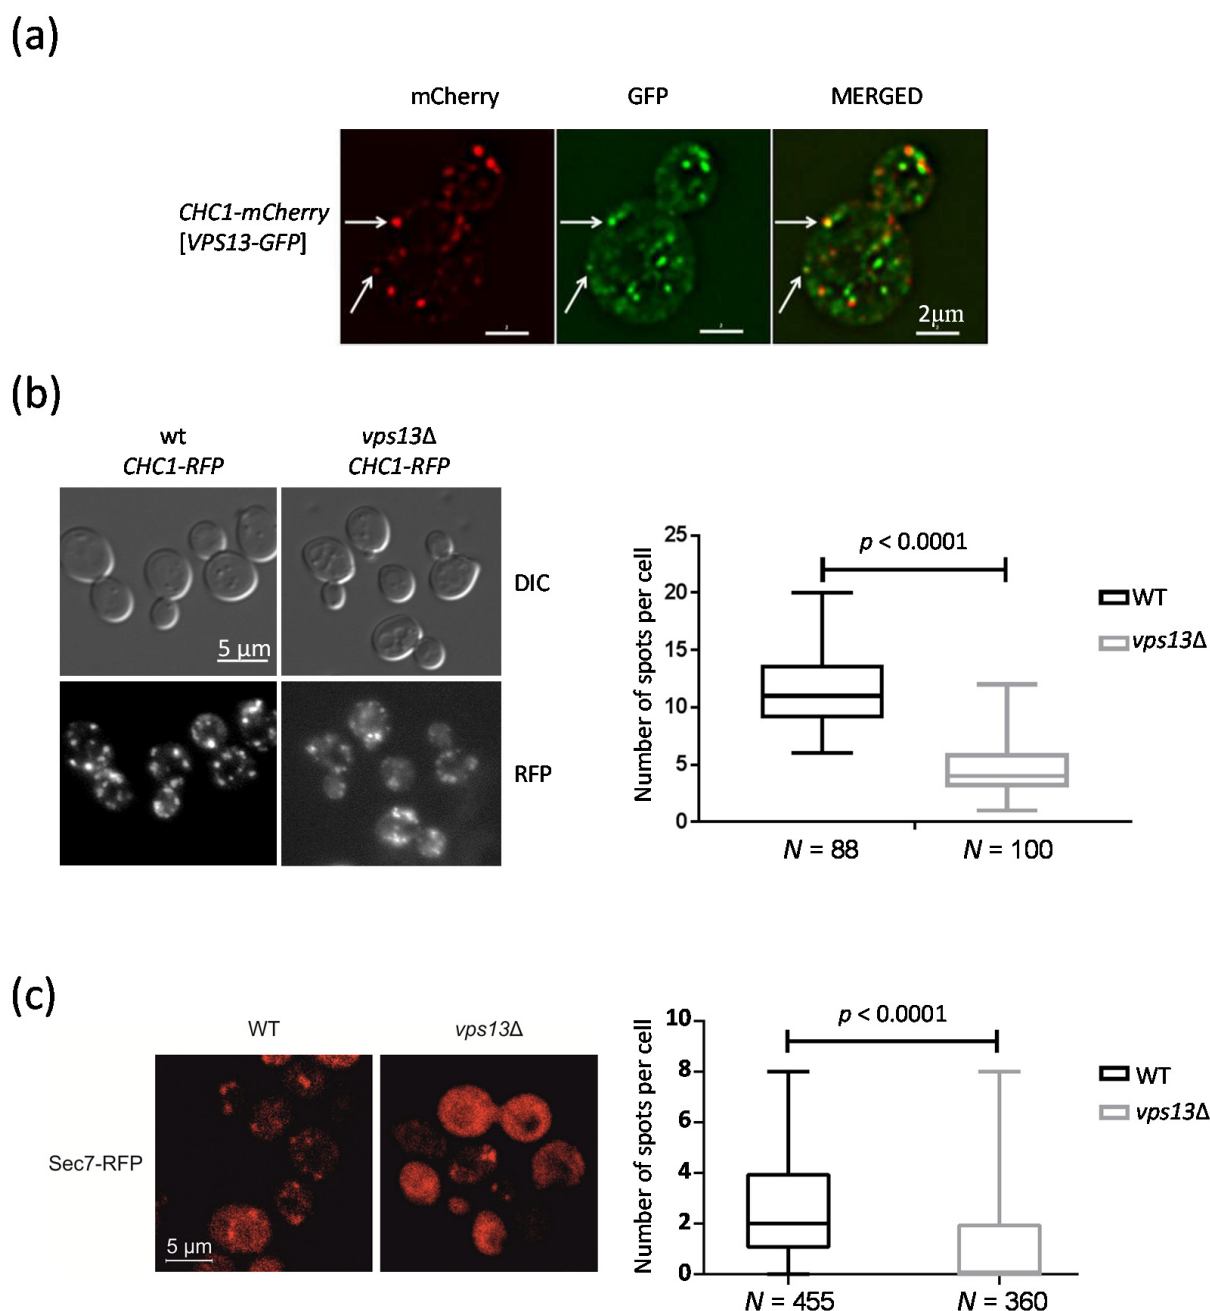 (a)
mCherry
GFP
MERGED
CHC1-mCherry
[VPS13-GFP]
2µm
(b)
wt
CHC1-RFP
vps13Δ
CHC1-RFP
DIC
5 µm
RFP
Number of spots per cell
25
20
15
10
5
0
p < 0.0001
N = 88
N = 100
WT
vps13Δ
(c)
WT
vps13Δ
Sec7-RFP
5 µm
Number of spots per cell
10
8
6
4
2
0
p < 0.0001
N = 455
N = 360
WT
vps13Δ